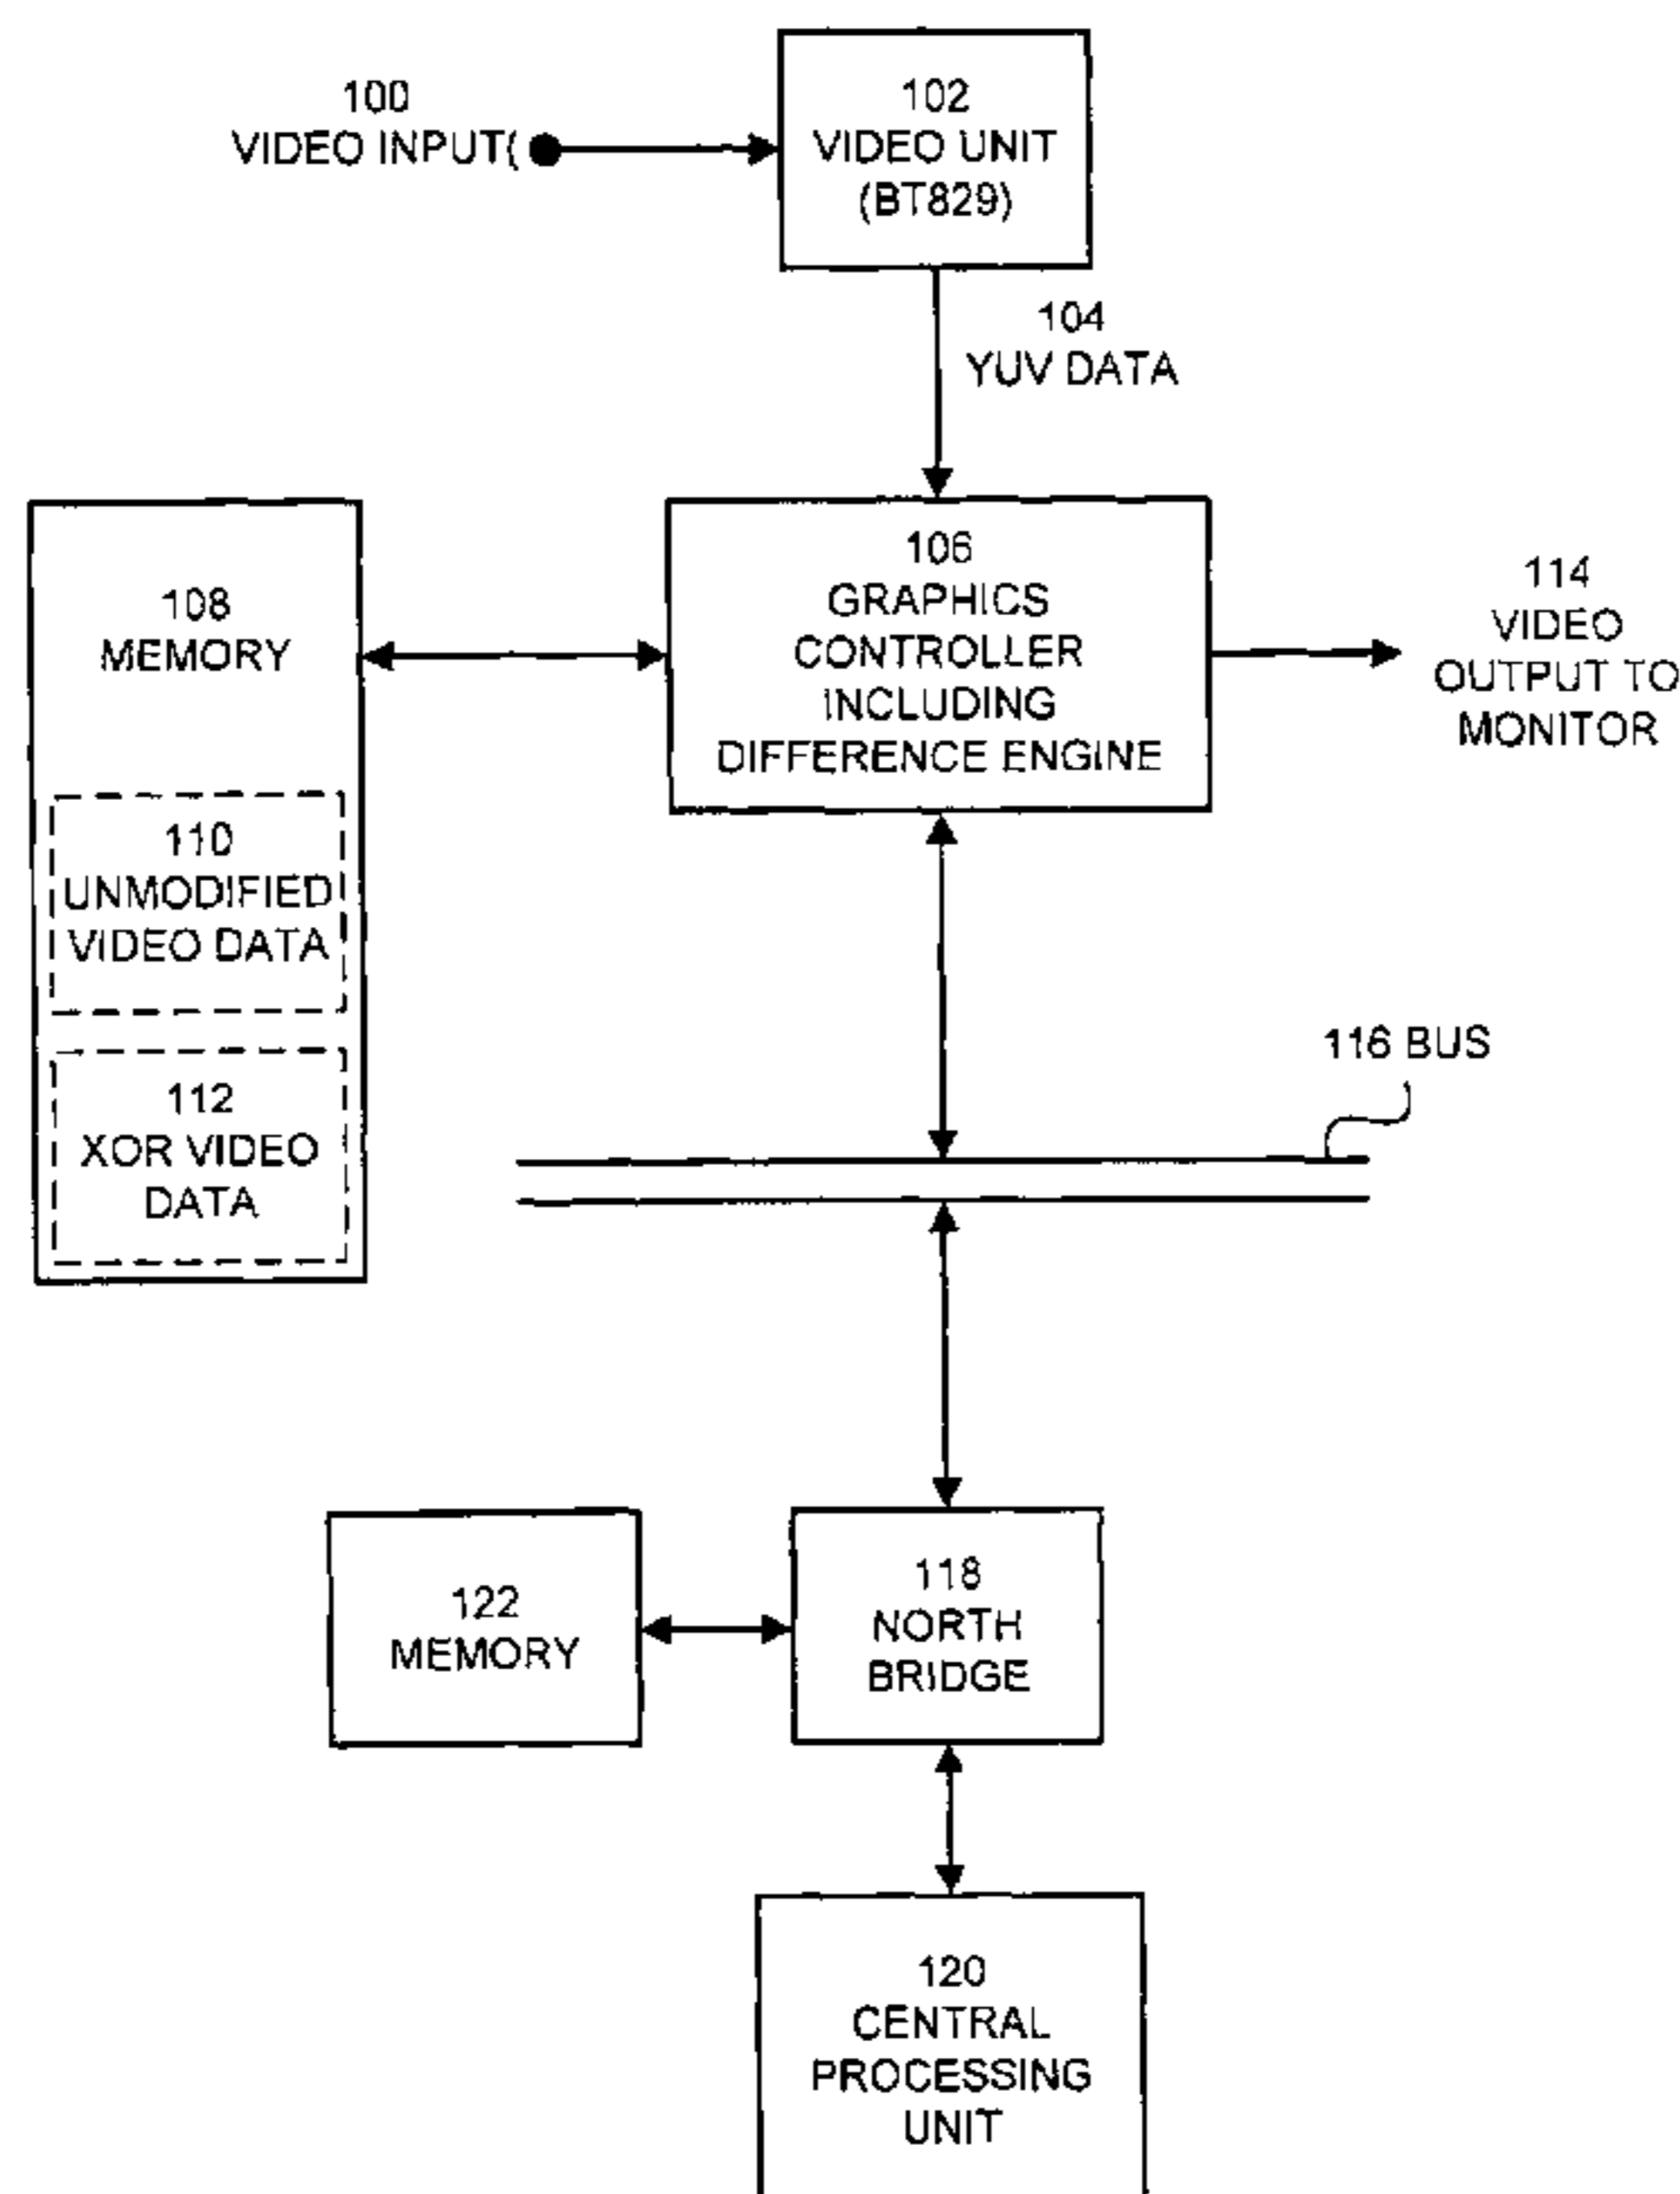 100
VIDEO INPUT(
102
VIDEO UNIT
(BT829)
104
YUV DATA
108
MEMORY
106
GRAPHICS
CONTROLLER
INCLUDING
DIFFERENCE ENGINE
114
VIDEO
OUTPUT TO
MONITOR
110
UNMODIFIED
VIDEO DATA
112
XOR VIDEO
DATA
116 BUS
122
MEMORY
118
NORTH
BRIDGE
120
CENTRAL
PROCESSING
UNIT